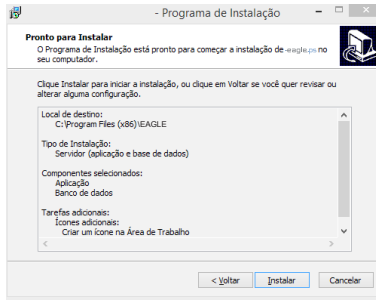 - Programa de Instalação
Pronto para Instalar
O Programa de Instalação está pronto para começar a instalação de -eagle.ps no
seu computador.
Clique Instalar para iniciar a instalação, ou clique em Voltar se você quer revisar ou
alterar alguma configuração.
Local de destino:
C:\Program Files (x86)\EAGLE
Tipo de Instalação:
Servidor (aplicação e base de dados)
Componentes selecionados:
Aplicação
Banco de dados
Tarefas adicionais:
Ícones adicionais:
Criar um ícone na Área de Trabalho
< Voltar Instalar Cancelar